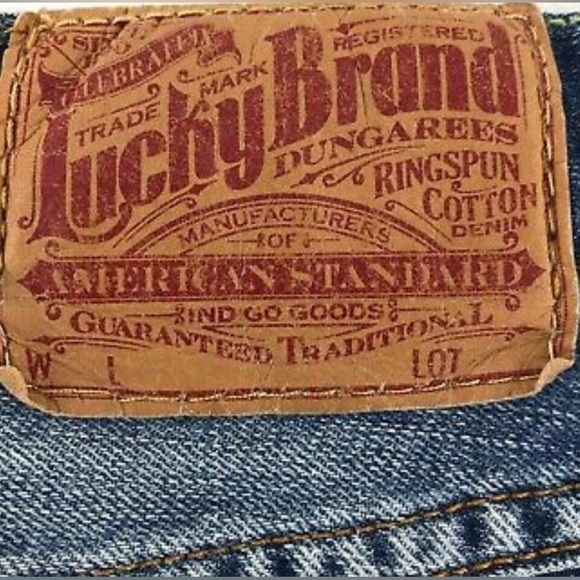 CELEBRATED
TRADE MARK REGISTERED
Lucky Brand
DUNGAREES
RINGSPUN
COTTON
DENIM
MANUFACTURERS
OF
AMERICAN STANDARD
IND GO GOODS
GUARANTEED TRADITIONAL
W L LOT